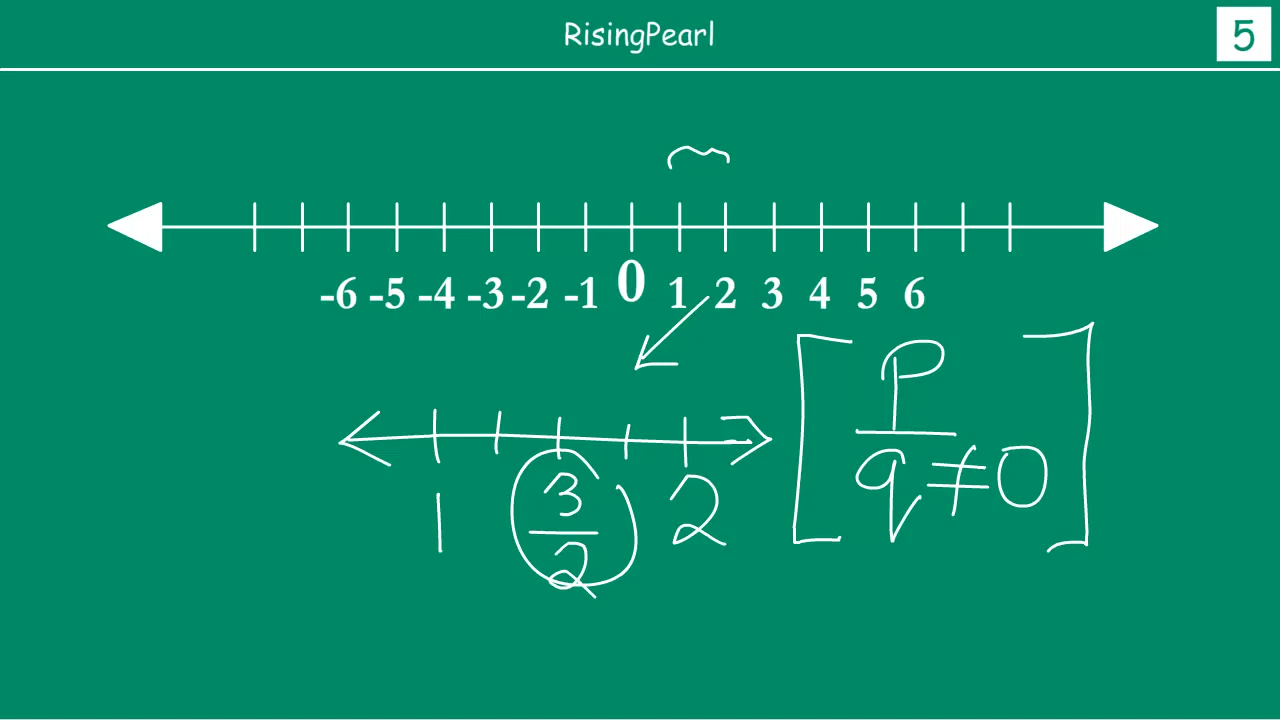 RisingPearl
5
-6 -5 -4 -3 -2 -1 0 1 2 3 4 5 6
1 3/2 2
p/q ≠ 0